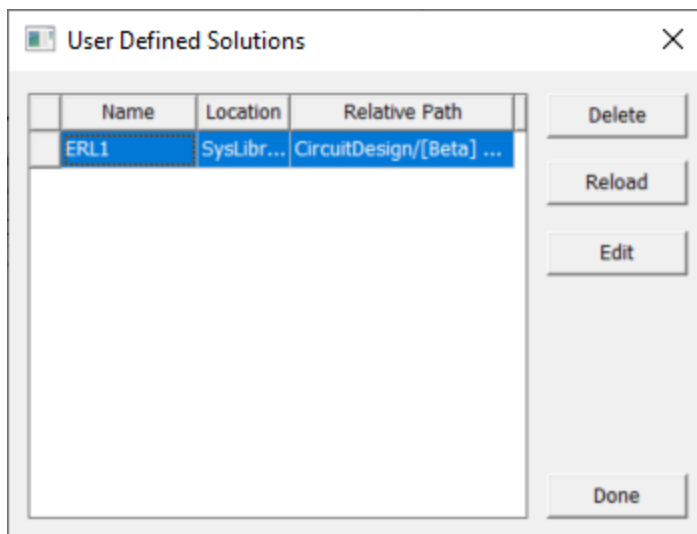 User Defined Solutions
Name Location Relative Path
ERL1 SysLibr... CircuitDesign/[Beta] ...
Delete
Reload
Edit
Done